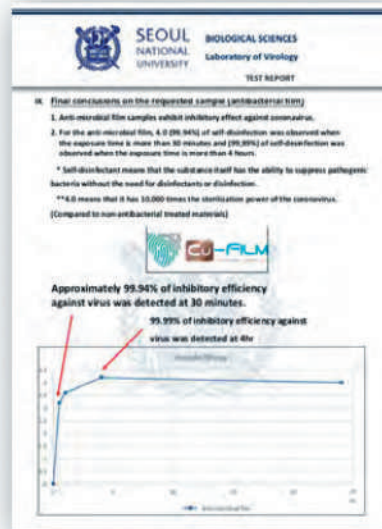 SEOUL
NATIONAL
UNIVERSITY
BIOLOGICAL SCIENCES
Laboratory of Virology
TEST REPORT
IX. Final conclusions on the requested sample (antibacterial film)
1. Anti-microbial film samples exhibit inhibitory effect against coronavirus.
2. For the anti-microbial film, 4.0 (99.94%) of self-disinfection was observed when
the exposure time is more than 30 minutes and (99,99%) of self-desinfection was
observed when the exposure time is more than 4 hours.
* Self-disinfectant means that the substance itself has the ability to suppress pathogenic
bacteria without the need for disinfectants or disinfection.
**4.0 means that it has 10,000 times the sterilization power of the coronavirus.
(Compared to non-antibacterial treated materials)
Cu-FILM
Approximately 99.94% of inhibitory efficiency
against virus was detected at 30 minutes.
99.99% of inhibitory efficiency against
virus was detected at 4hr